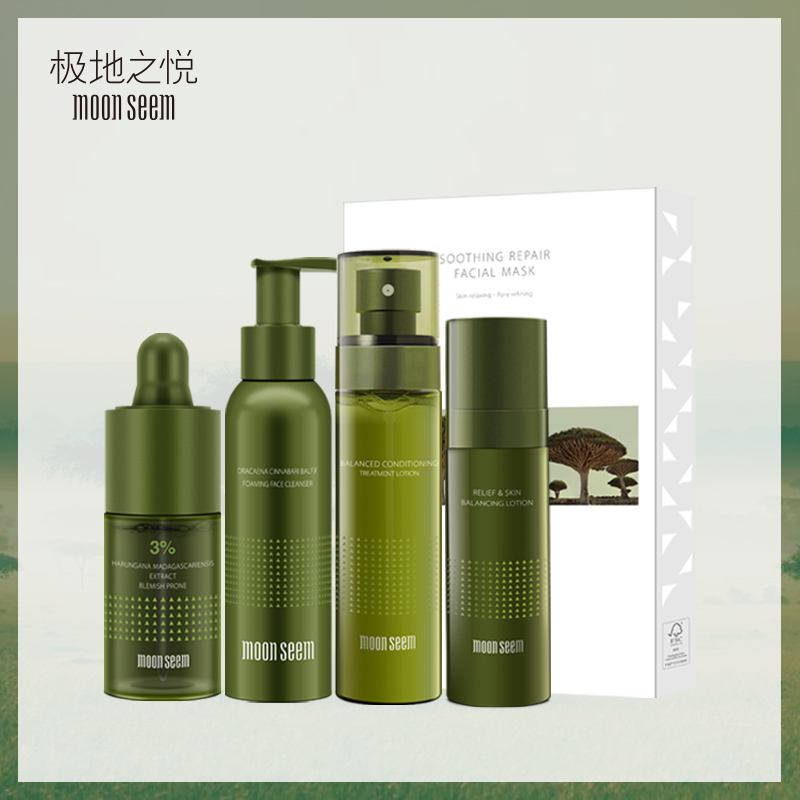 极地之悦
moon seem
SOOTHING REPAIR
FACIAL MASK
Skin relaxing · Pore refining
3%
HARUNGANA MADAGASCARIENSIS
EXTRACT
BLEMISH PRONE
moon seem
DRACAENA CINNABARI BALF.F
FOAMING FACE CLEANSER
moon seem
BALANCED CONDITIONING
TREATMENT LOTION
moon seem
RELIEF & SKIN
BALANCING LOTION
moon seem
FSC